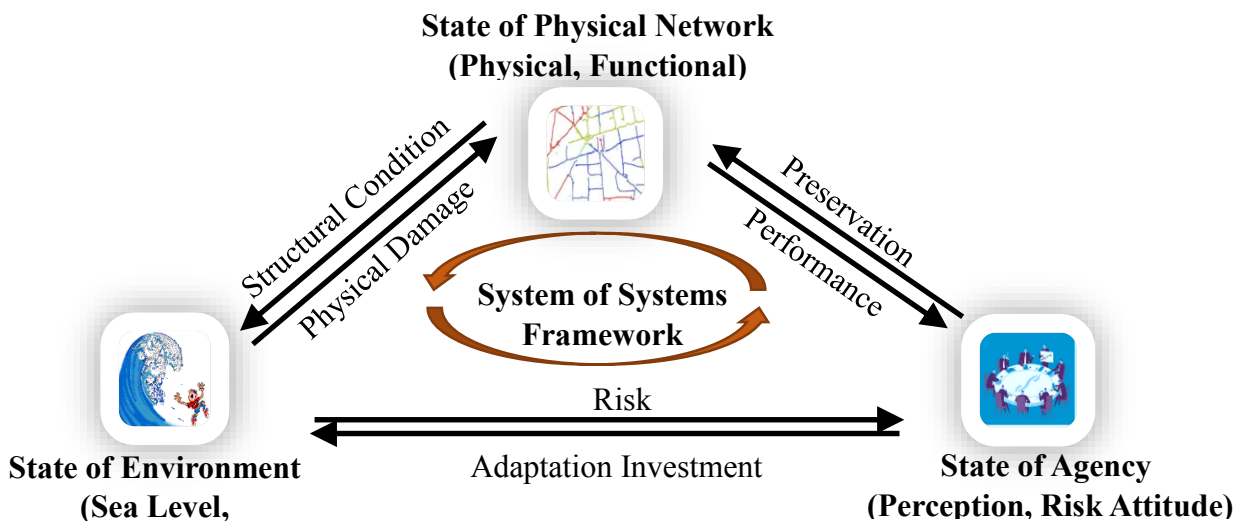 State of Physical Network
(Physical, Functional)
Structural Condition
Physical Damage
Preservation
Performance
System of Systems
Framework
Risk
Adaptation Investment
State of Environment
(Sea Level,
State of Agency
(Perception, Risk Attitude)